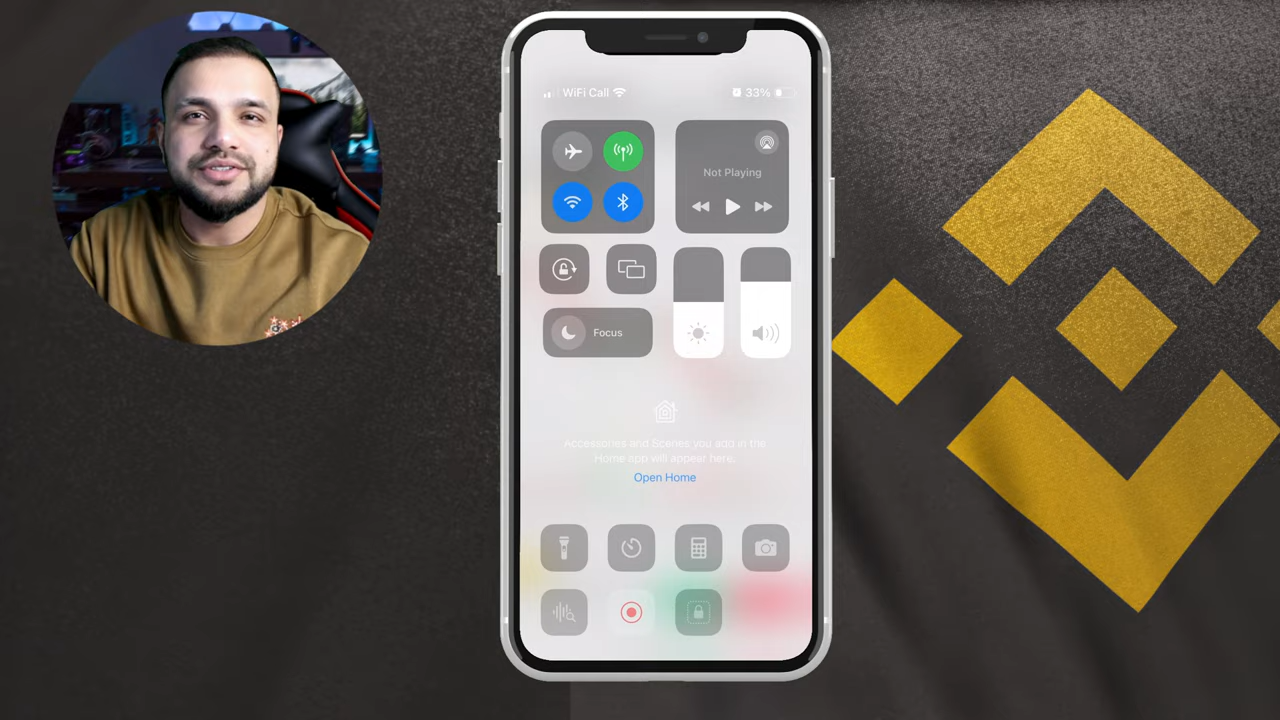 WiFi Call
33%
Not Playing
Focus
Accessories and Scenes you add in the
Home app will appear here.
Open Home